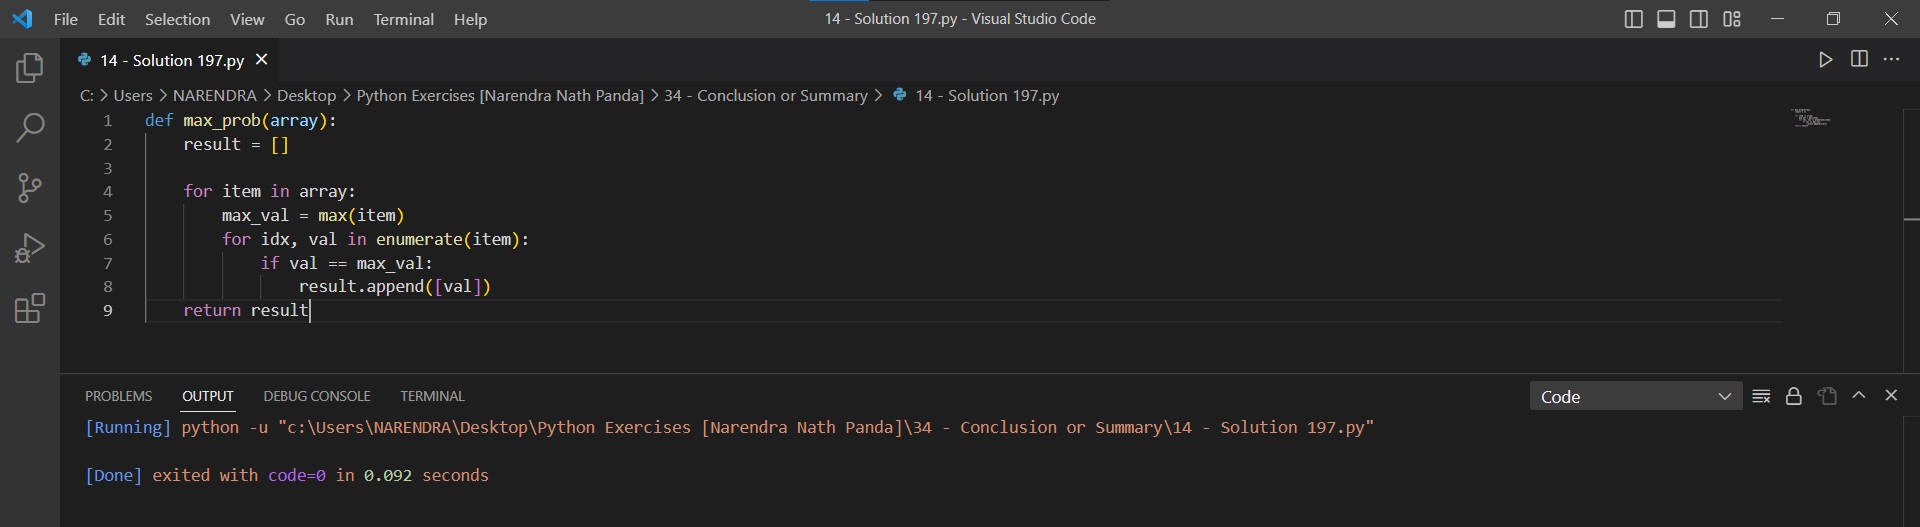 File Edit Selection View Go Run Terminal Help 14 - Solution 197.py - Visual Studio Code
14 - Solution 197.py
C: > Users > NARENDRA > Desktop > Python Exercises [Narendra Nath Panda] > 34 - Conclusion or Summary > 14 - Solution 197.py
1 def max_prob(array):
2     result = []
3
4     for item in array:
5         max_val = max(item)
6         for idx, val in enumerate(item):
7             if val == max_val:
8                 result.append([val])
9     return result
PROBLEMS OUTPUT DEBUG CONSOLE TERMINAL Code
[Running] python -u "c:\Users\NARENDRA\Desktop\Python Exercises [Narendra Nath Panda]\34 - Conclusion or Summary\14 - Solution 197.py"
[Done] exited with code=0 in 0.092 seconds